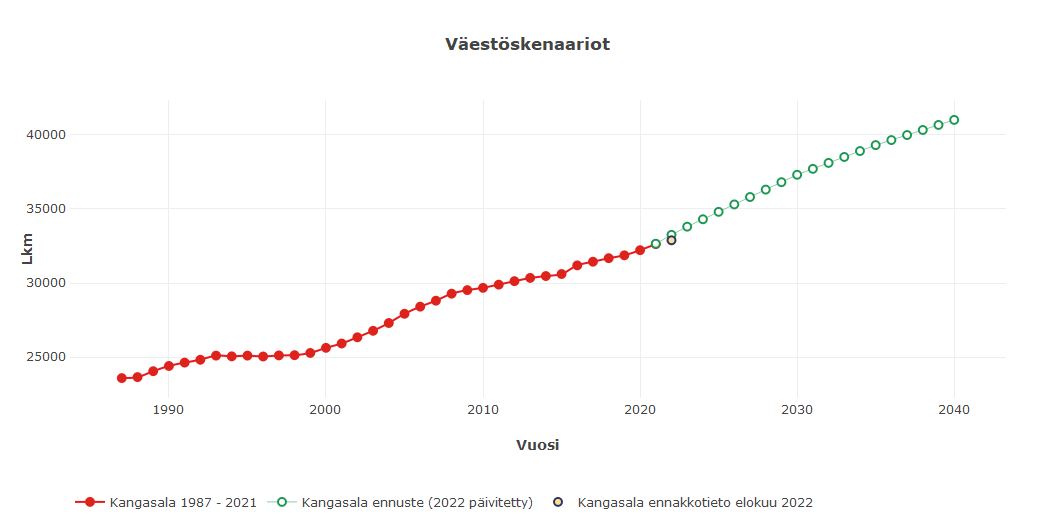 Väestöskenaariot
40000
35000
30000
25000
Lkm
1990 2000 2010 2020 2030 2040
Vuosi
Kangasala 1987 - 2021 Kangasala ennuste (2022 päivitetty) Kangasala ennakkotieto elokuu 2022